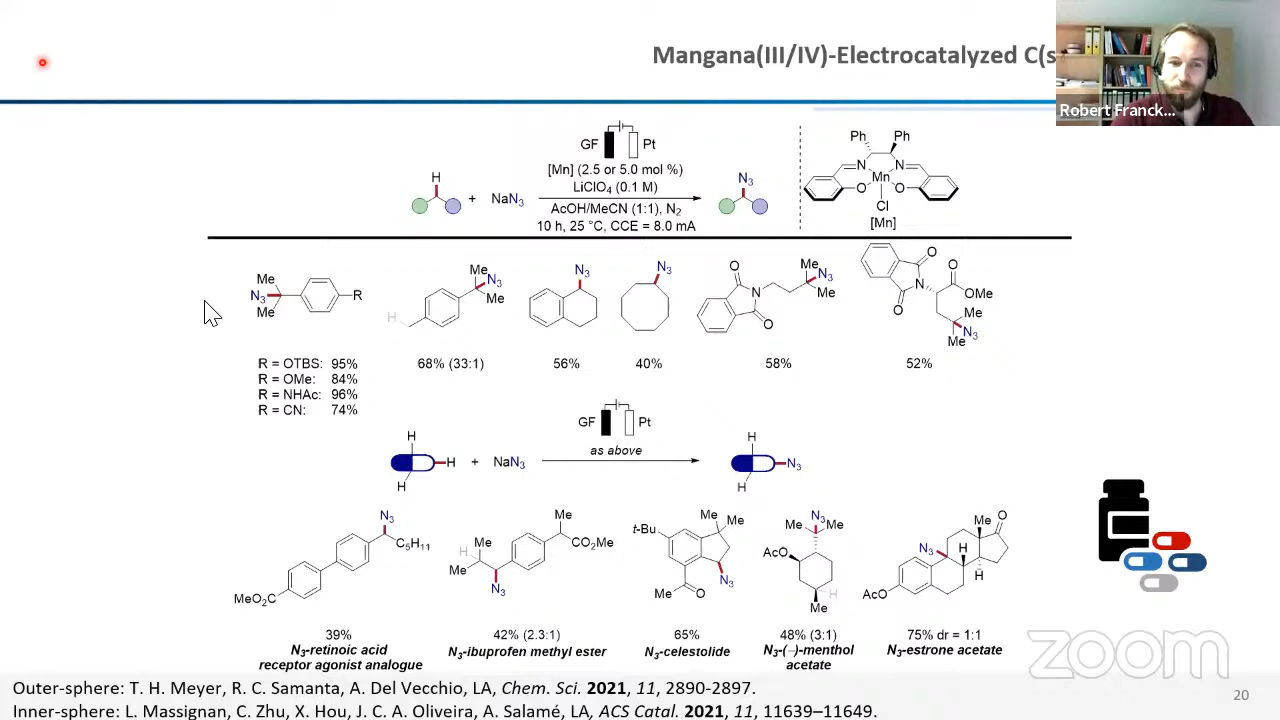 Mangana(III/IV)-Electrocatalyzed C(s
Robert Franck...
GF Pt
[Mn] (2.5 or 5.0 mol %)
LiClO₄ (0.1 M)
AcOH/MeCN (1:1), N₂
10 h, 25 °C, CCE = 8.0 mA
H
+ NaN₃
N₃
Ph Ph
N N
Mn
O O
Cl
[Mn]
Me
N₃
Me
R
Me
N₃
Me
H
N₃
N₃
O
N
O
Me
N₃
Me
O
N
O
O
OMe
Me
N₃
Me
R = OTBS: 95%
R = OMe: 84%
R = NHAc: 96%
R = CN: 74%
68% (33:1)
56%
40%
58%
52%
GF Pt
as above
H
H
H
+ NaN₃
H
N₃
H
N₃
C₅H₁₁
MeO₂C
Me
CO₂Me
H
Me
Me
N₃
t-Bu
Me
Me
N₃
Me
O
N₃
Me
Me
AcO
H
Me
Me
O
N₃
H
H
AcO
39%
N₃-retinoic acid
receptor agonist analogue
42% (2.3:1)
N₃-ibuprofen methyl ester
65%
N₃-celestolide
48% (3:1)
N₃-(−)-menthol
acetate
75% dr = 1:1
N₃-estrone acetate
zoom
Outer-sphere: T. H. Meyer, R. C. Samanta, A. Del Vecchio, LA, Chem. Sci. 2021, 11, 2890-2897.
Inner-sphere: L. Massignan, C. Zhu, X. Hou, J. C. A. Oliveira, A. Salamé, LA, ACS Catal. 2021, 11, 11639–11649.
20